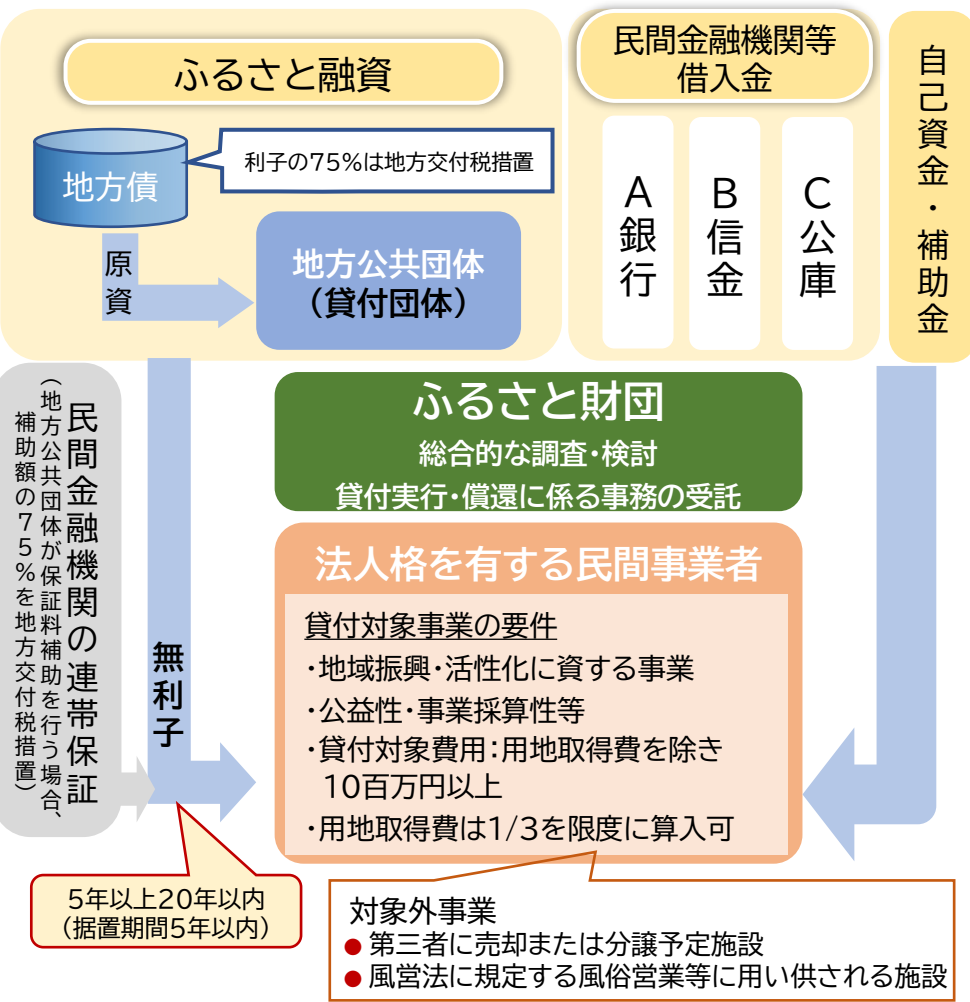 ふるさと融資
地方債
利子の75％は地方交付税措置
原資
地方公共団体
（貸付団体）
民間金融機関等
借入金
A銀行
B信金
C公庫
自己資金・補助金
民間金融機関の連帯保証
（地方公共団体が保証料補助を行う場合、
補助額の75％を地方交付税措置）
無利子
5年以上20年以内
（据置期間5年以内）
ふるさと財団
総合的な調査・検討
貸付実行・償還に係る事務の受託
法人格を有する民間事業者
貸付対象事業の要件
・地域振興・活性化に資する事業
・公益性・事業採算性等
・貸付対象費用：用地取得費を除き
10百万円以上
・用地取得費は1/3を限度に算入可
対象外事業
● 第三者に売却または分譲予定施設
● 風営法に規定する風俗営業等に用い供される施設